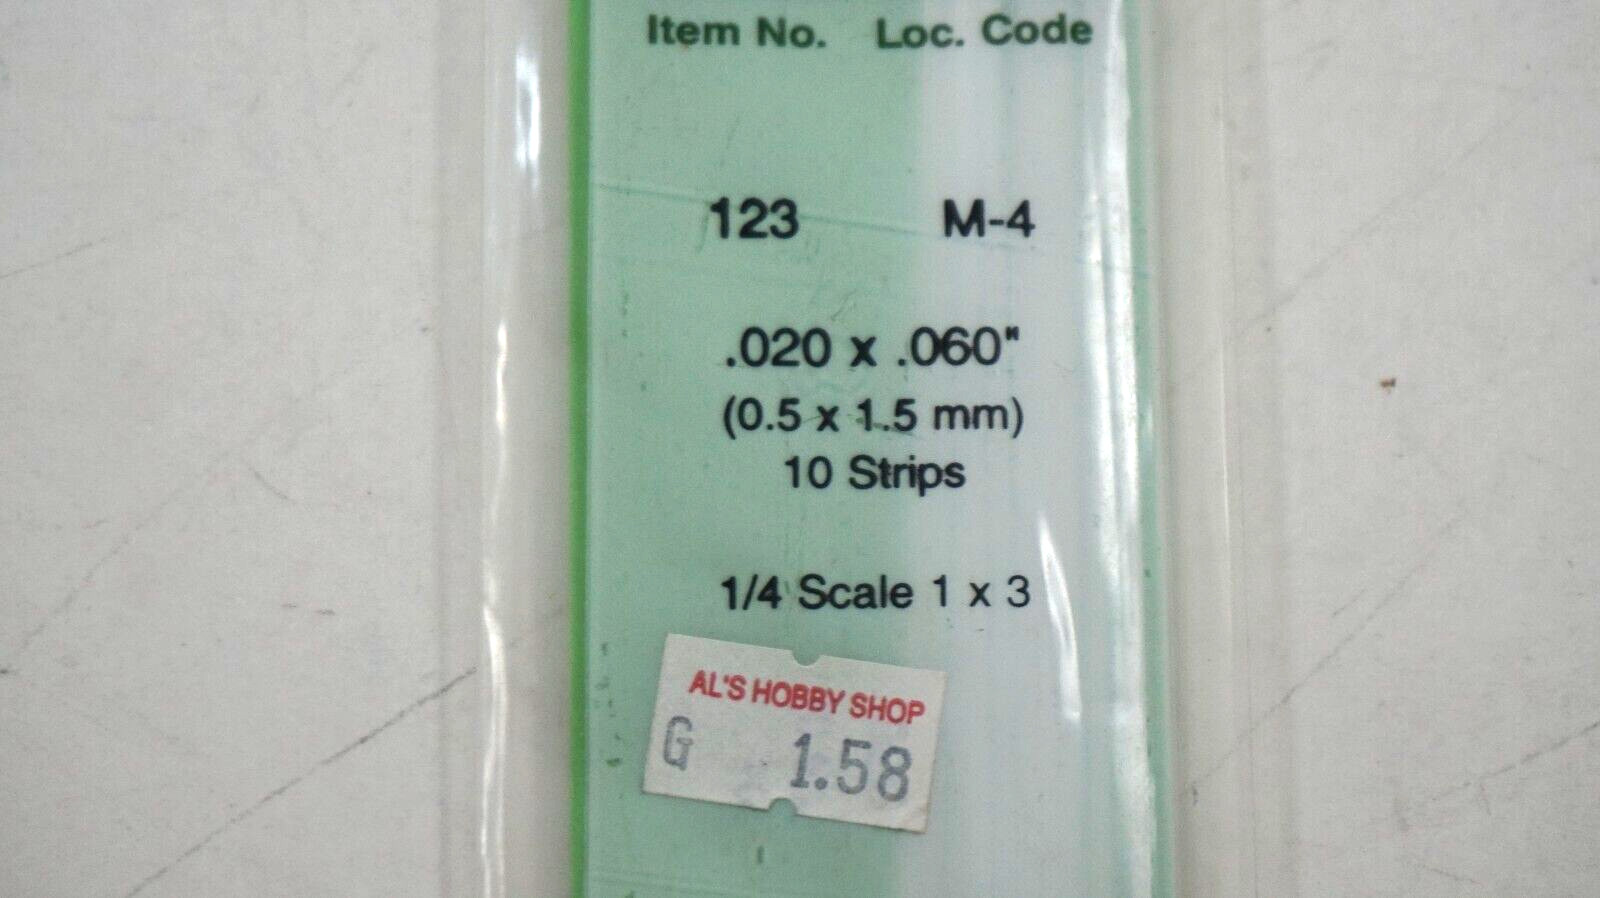 Item No. Loc. Code
123 M-4
.020 x .060"
(0.5 x 1.5 mm)
10 Strips
1/4 Scale 1 x 3
AL'S HOBBY SHOP
G 1.58